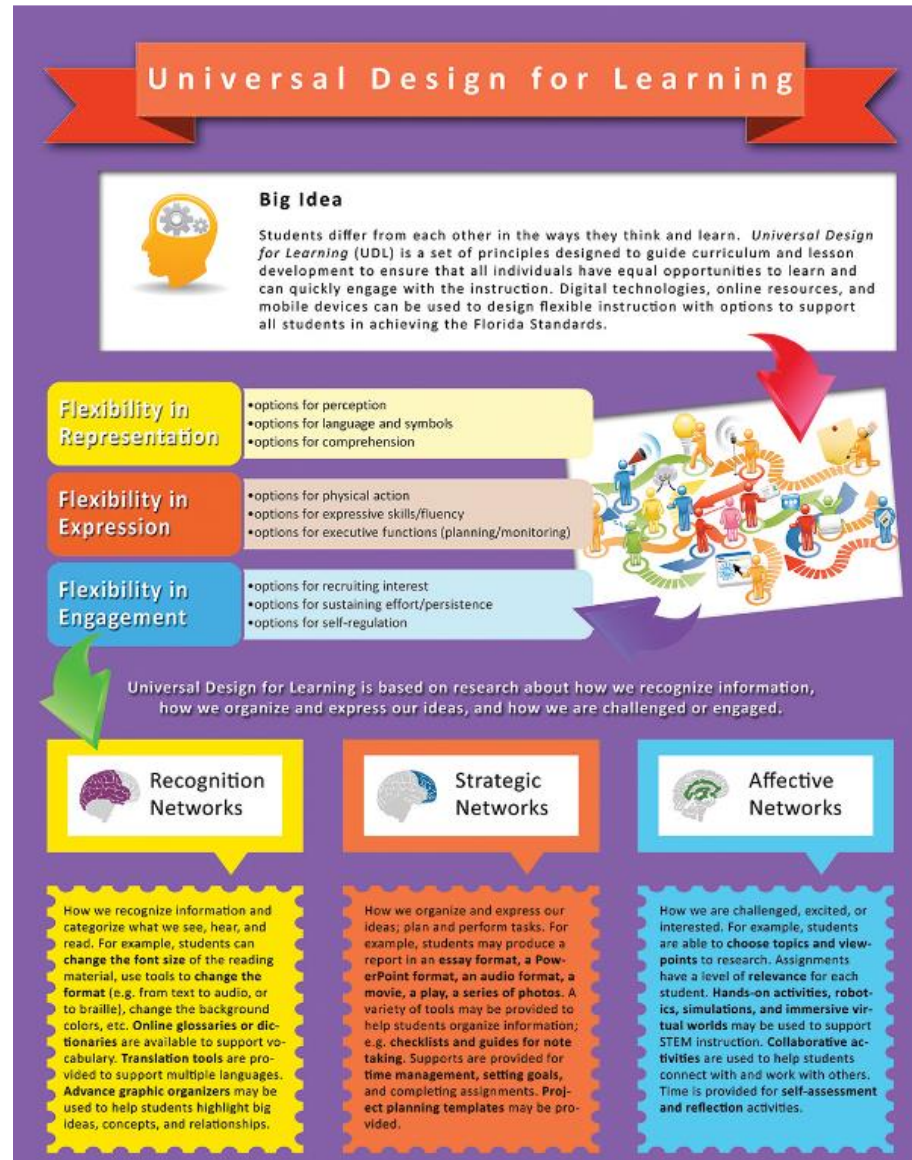 Universal Design for Learning
Big Idea
Students differ from each other in the ways they think and learn. Universal Design
for Learning (UDL) is a set of principles designed to guide curriculum and lesson
development to ensure that all individuals have equal opportunities to learn and
can quickly engage with the instruction. Digital technologies, online resources, and
mobile devices can be used to design flexible instruction with options to support
all students in achieving the Florida Standards.
Flexibility in
Representation
•options for perception
•options for language and symbols
•options for comprehension
Flexibility in
Expression
•options for physical action
•options for expressive skills/fluency
•options for executive functions (planning/monitoring)
Flexibility in
Engagement
•options for recruiting interest
•options for sustaining effort/persistence
•options for self-regulation
Universal Design for Learning is based on research about how we recognize information,
how we organize and express our ideas, and how we are challenged or engaged.
Recognition
Networks
How we recognize information and
categorize what we see, hear, and
read. For example, students can
change the font size of the reading
material, use tools to change the
format (e.g. from text to audio, or
to braille), change the background
colors, etc. Online glossaries or dic-
tionaries are available to support vo-
cabulary. Translation tools are pro-
vided to support multiple languages.
Advance graphic organizers may be
used to help students highlight big
ideas, concepts, and relationships.
Strategic
Networks
How we organize and express our
ideas; plan and perform tasks. For
example, students may produce a
report in an essay format, a Pow-
erPoint format, an audio format, a
movie, a play, a series of photos. A
variety of tools may be provided to
help students organize information;
e.g. checklists and guides for note
taking. Supports are provided for
time management, setting goals,
and completing assignments. Proj-
ect planning templates may be pro-
vided.
Affective
Networks
How we are challenged, excited, or
interested. For example, students
are able to choose topics and view-
points to research. Assignments
have a level of relevance for each
student. Hands-on activities, robot-
ics, simulations, and immersive vir-
tual worlds may be used to support
STEM instruction. Collaborative ac-
tivities are used to help students
connect with and work with others.
Time is provided for self-assessment
and reflection activities.